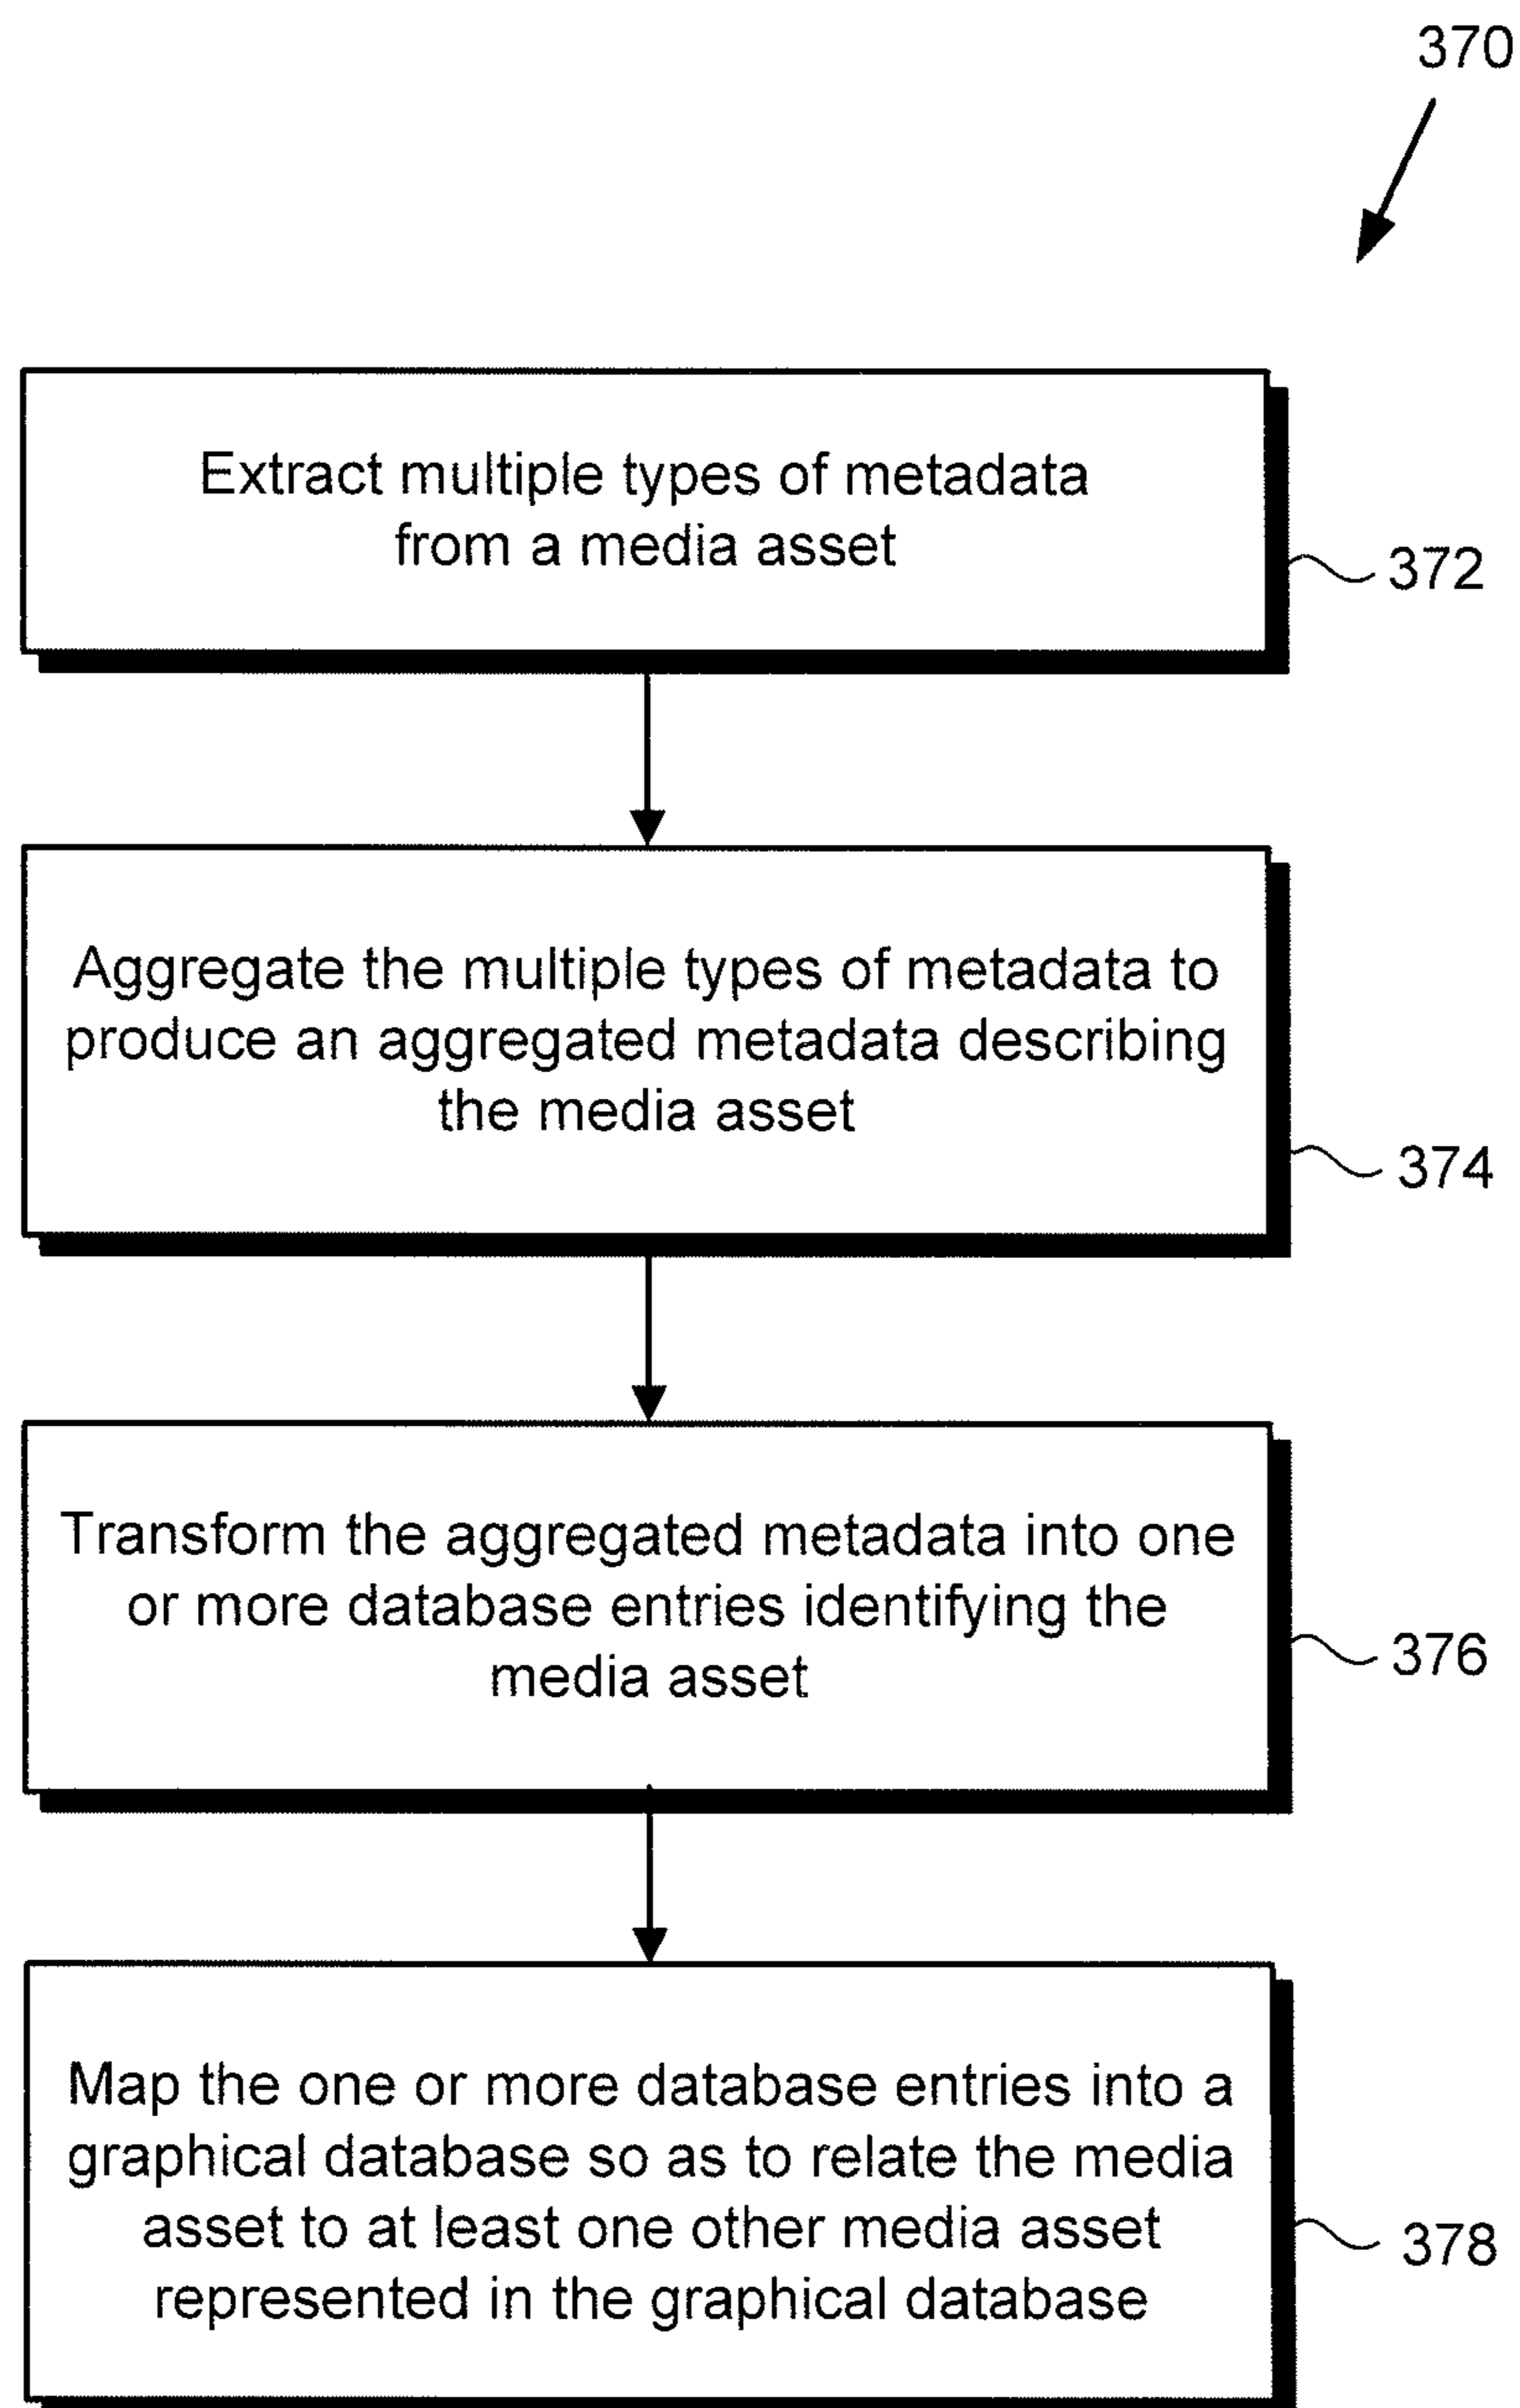 370
Extract multiple types of metadata
from a media asset
372
Aggregate the multiple types of metadata to
produce an aggregated metadata describing
the media asset
374
Transform the aggregated metadata into one
or more database entries identifying the
media asset
376
Map the one or more database entries into a
graphical database so as to relate the media
asset to at least one other media asset
represented in the graphical database
378